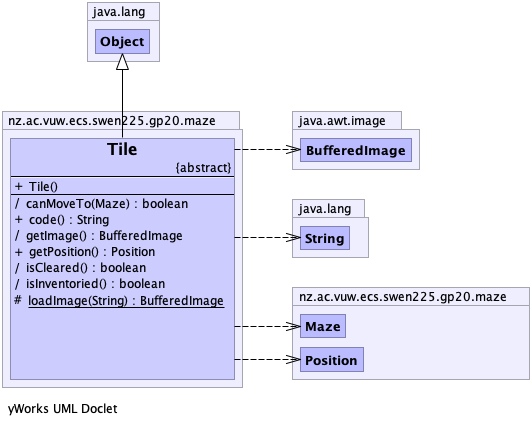 java.lang
Object
nz.ac.vuw.ecs.swen225.gp20.maze
Tile
{abstract}
+ Tile()
/ canMoveTo(Maze) : boolean
+ code() : String
/ getImage() : BufferedImage
+ getPosition() : Position
/ isCleared() : boolean
/ isInventoried() : boolean
# loadImage(String) : BufferedImage
java.awt.image
BufferedImage
java.lang
String
nz.ac.vuw.ecs.swen225.gp20.maze
Maze
Position
yWorks UML Doclet